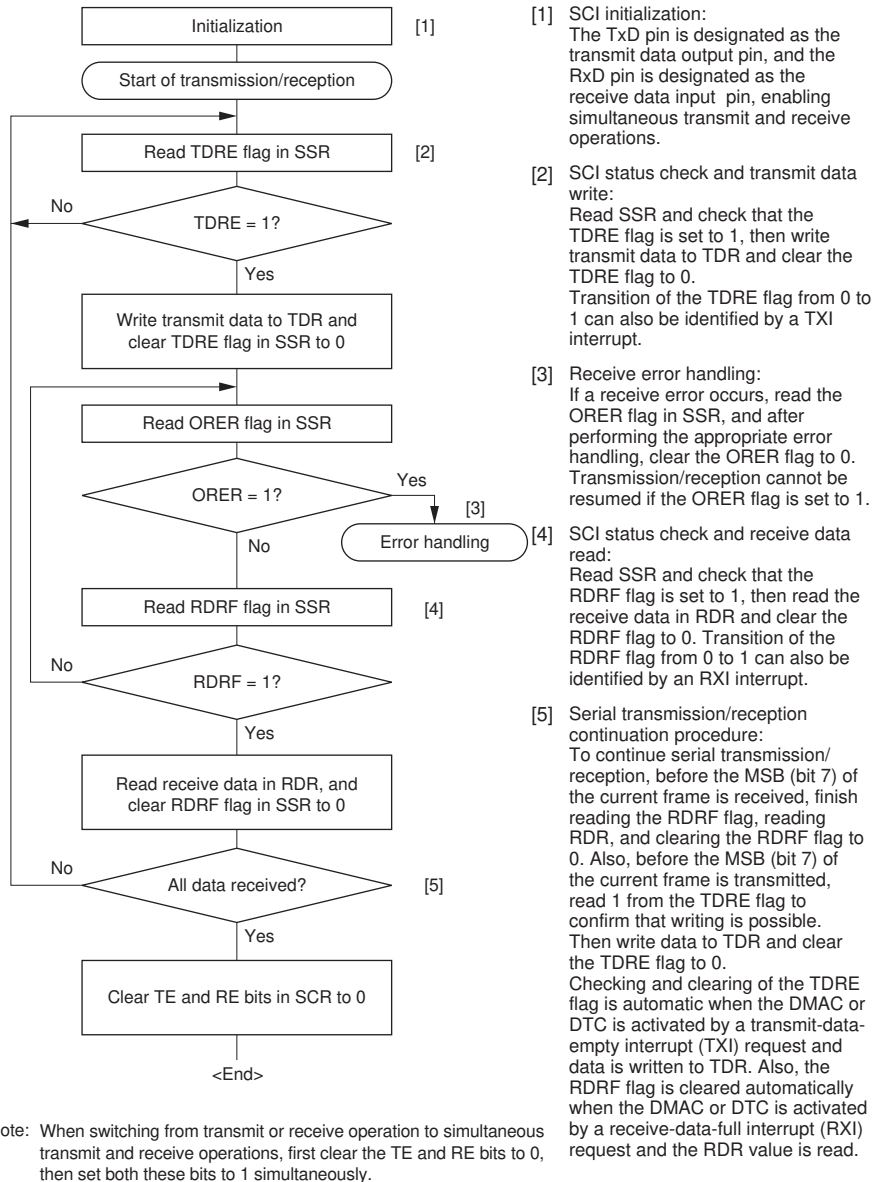 Initialization [1]
Start of transmission/reception
Read TDRE flag in SSR [2]
No
TDRE = 1?
Yes
Write transmit data to TDR and
clear TDRE flag in SSR to 0
Read ORER flag in SSR
Yes
ORER = 1?
[3]
No
Error handling
Read RDRF flag in SSR [4]
No
RDRF = 1?
Yes
Read receive data in RDR, and
clear RDRF flag in SSR to 0
No
All data received? [5]
Yes
Clear TE and RE bits in SCR to 0
<End>
[1] SCI initialization:
The TxD pin is designated as the
transmit data output pin, and the
RxD pin is designated as the
receive data input pin, enabling
simultaneous transmit and receive
operations.
[2] SCI status check and transmit data
write:
Read SSR and check that the
TDRE flag is set to 1, then write
transmit data to TDR and clear the
TDRE flag to 0.
Transition of the TDRE flag from 0 to
1 can also be identified by a TXI
interrupt.
[3] Receive error handling:
If a receive error occurs, read the
ORER flag in SSR, and after
performing the appropriate error
handling, clear the ORER flag to 0.
Transmission/reception cannot be
resumed if the ORER flag is set to 1.
[4] SCI status check and receive data
read:
Read SSR and check that the
RDRF flag is set to 1, then read the
receive data in RDR and clear the
RDRF flag to 0. Transition of the
RDRF flag from 0 to 1 can also be
identified by an RXI interrupt.
[5] Serial transmission/reception
continuation procedure:
To continue serial transmission/
reception, before the MSB (bit 7) of
the current frame is received, finish
reading the RDRF flag, reading
RDR, and clearing the RDRF flag to
0. Also, before the MSB (bit 7) of
the current frame is transmitted,
read 1 from the TDRE flag to
confirm that writing is possible.
Then write data to TDR and clear
the TDRE flag to 0.
Checking and clearing of the TDRE
flag is automatic when the DMAC or
DTC is activated by a transmit-data-
empty interrupt (TXI) request and
data is written to TDR. Also, the
RDRF flag is cleared automatically
when the DMAC or DTC is activated
by a receive-data-full interrupt (RXI)
request and the RDR value is read.
ote: When switching from transmit or receive operation to simultaneous
transmit and receive operations, first clear the TE and RE bits to 0,
then set both these bits to 1 simultaneously.